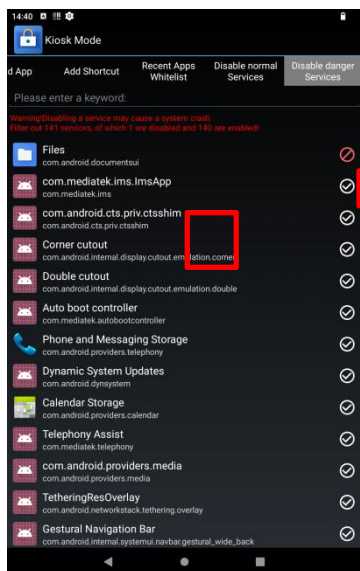 14:40
Kiosk Mode
d App
Add Shortcut
Recent Apps
Whitelist
Disable normal
Services
Disable danger
Services
Please enter a keyword:
Warning!Disabling a service may cause a system crash
Filter out 141 services, of which 1 are disabled and 140 are enabled!
Files
com.android.documentsui
com.mediatek.ims.ImsApp
com.mediatek.ims
com.android.cts.priv.ctsshim
com.android.cts.priv.ctsshim
Corner cutout
com.android.internal.display.cutout.emulation.corner
Double cutout
com.android.internal.display.cutout.emulation.double
Auto boot controller
com.mediatek.autobootcontroller
Phone and Messaging Storage
com.android.providers.telephony
Dynamic System Updates
com.android.dynsystem
Calendar Storage
com.android.providers.calendar
Telephony Assist
com.mediatek.telephony
com.android.providers.media
com.android.providers.media
TetheringResOverlay
com.android.networkstack.tethering.overlay
Gestural Navigation Bar
com.android.internal.systemui.navbar.gestural_wide_back